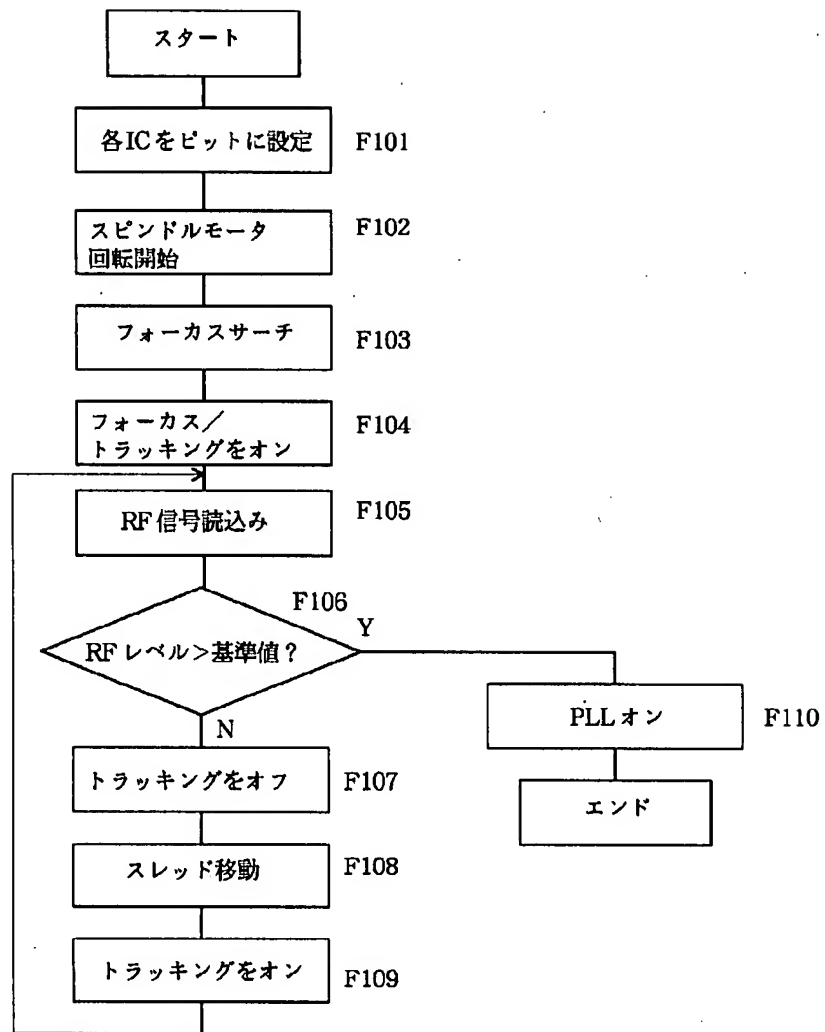 スタート
各ICをピットに設定
F101
スピンドルモータ
回転開始
F102
フォーカスサーチ
F103
フォーカス／
トラッキングをオン
F104
RF信号読込み
F105
F106
RFレベル＞基準値？
Y
N
PLLオン
F110
エンド
トラッキングをオフ
F107
スレッド移動
F108
トラッキングをオン
F109